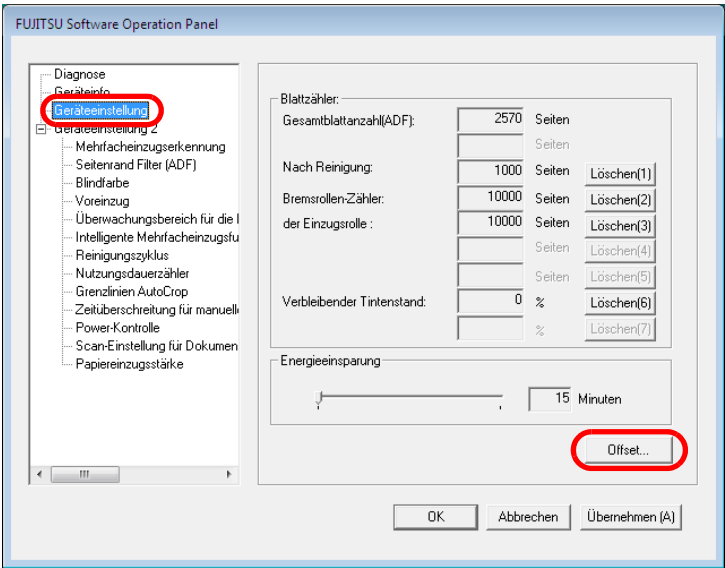 FUJITSU Software Operation Panel
Diagnose
Geräteinfo
Geräteeinstellung
Geräteeinstellung 2
Mehrfacheinzugserkennung
Seitenrand Filter (ADF)
Blindfarbe
Voreinzug
Überwachungsbereich für die I
Intelligente Mehrfacheinzugsfu
Reinigungszyklus
Nutzungsdauerzähler
Grenzlinien AutoCrop
Zeitüberschreitung für manuell
Power-Kontrolle
Scan-Einstellung für Dokumen
Papiereinzugsstärke
Blattzähler:
Gesamtblattanzahl(ADF): 2570 Seiten
Seiten
Nach Reinigung: 1000 Seiten Löschen(1)
Bremsrollen-Zähler: 10000 Seiten Löschen(2)
der Einzugsrolle : 10000 Seiten Löschen(3)
Seiten Löschen(4)
Seiten Löschen(5)
Verbleibender Tintenstand: 0 % Löschen(6)
% Löschen(7)
Energieeinsparung
15 Minuten
Offset...
OK Abbrechen Übernehmen (A)